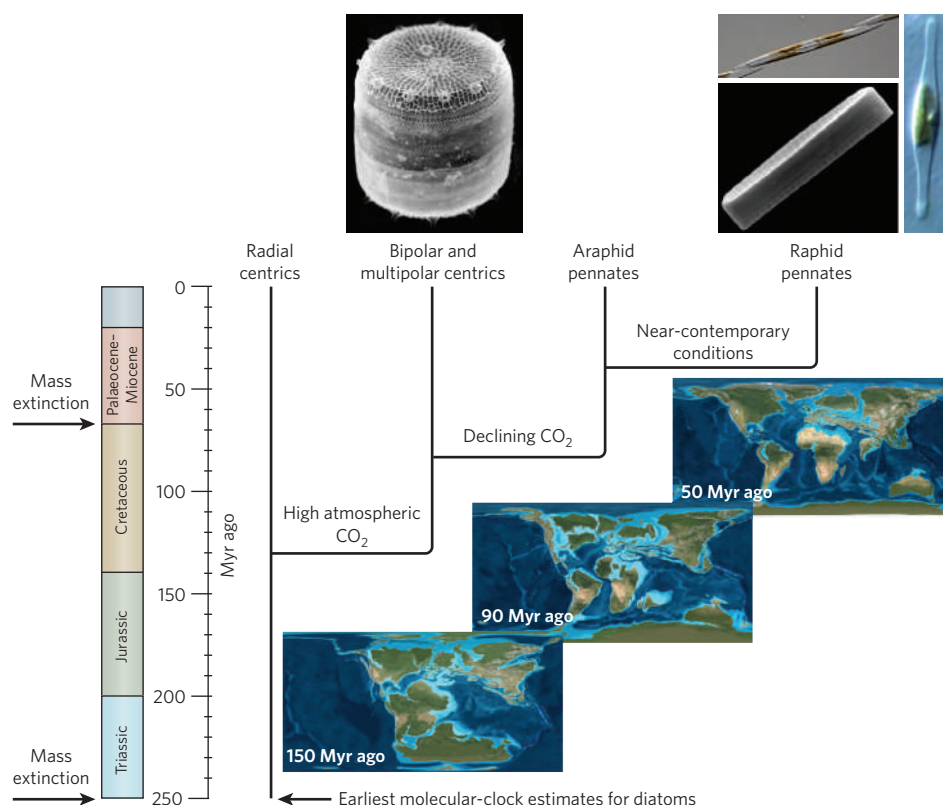 Radial
centrics
Bipolar and
multipolar centrics
Araphid
pennates
Raphid
pennates
0
50
100
150
200
250
Myr ago
Palaeocene–
Miocene
Cretaceous
Jurassic
Triassic
Mass
extinction
Mass
extinction
Near-contemporary
conditions
Declining CO₂
High atmospheric
CO₂
50 Myr ago
90 Myr ago
150 Myr ago
Earliest molecular-clock estimates for diatoms